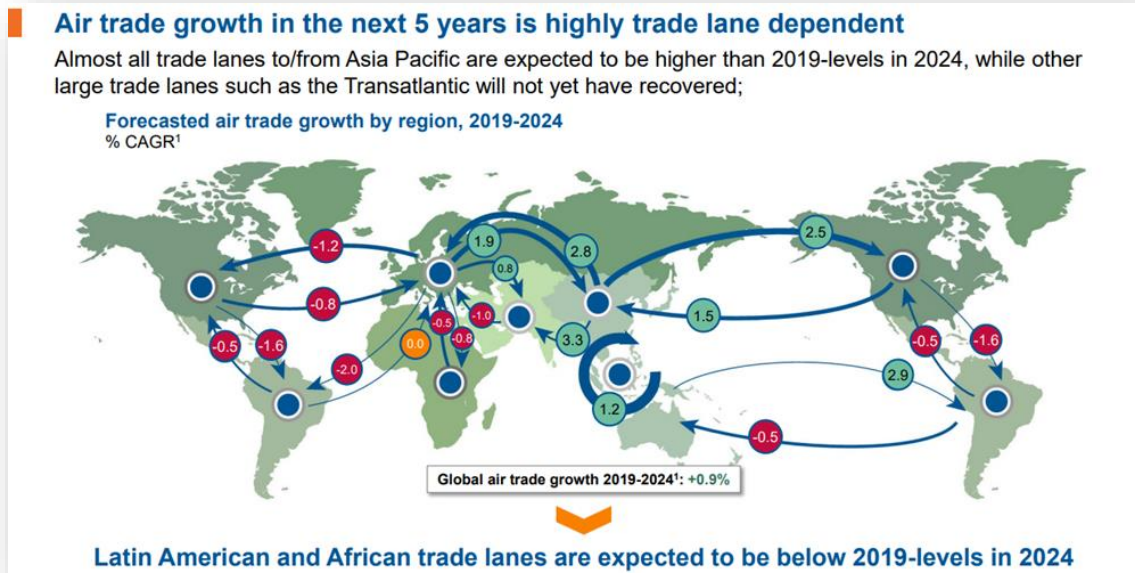 Air trade growth in the next 5 years is highly trade lane dependent
Almost all trade lanes to/from Asia Pacific are expected to be higher than 2019-levels in 2024, while other
large trade lanes such as the Transatlantic will not yet have recovered;
Forecasted air trade growth by region, 2019-2024
% CAGR¹
-1.2
1.9
2.8
2.5
0.8
-0.8
-1.0
1.5
-0.5
-1.6
-2.0
0.0
-0.5
-0.8
3.3
-0.5
-1.6
1.2
2.9
-0.5
Global air trade growth 2019-2024¹: +0.9%
Latin American and African trade lanes are expected to be below 2019-levels in 2024